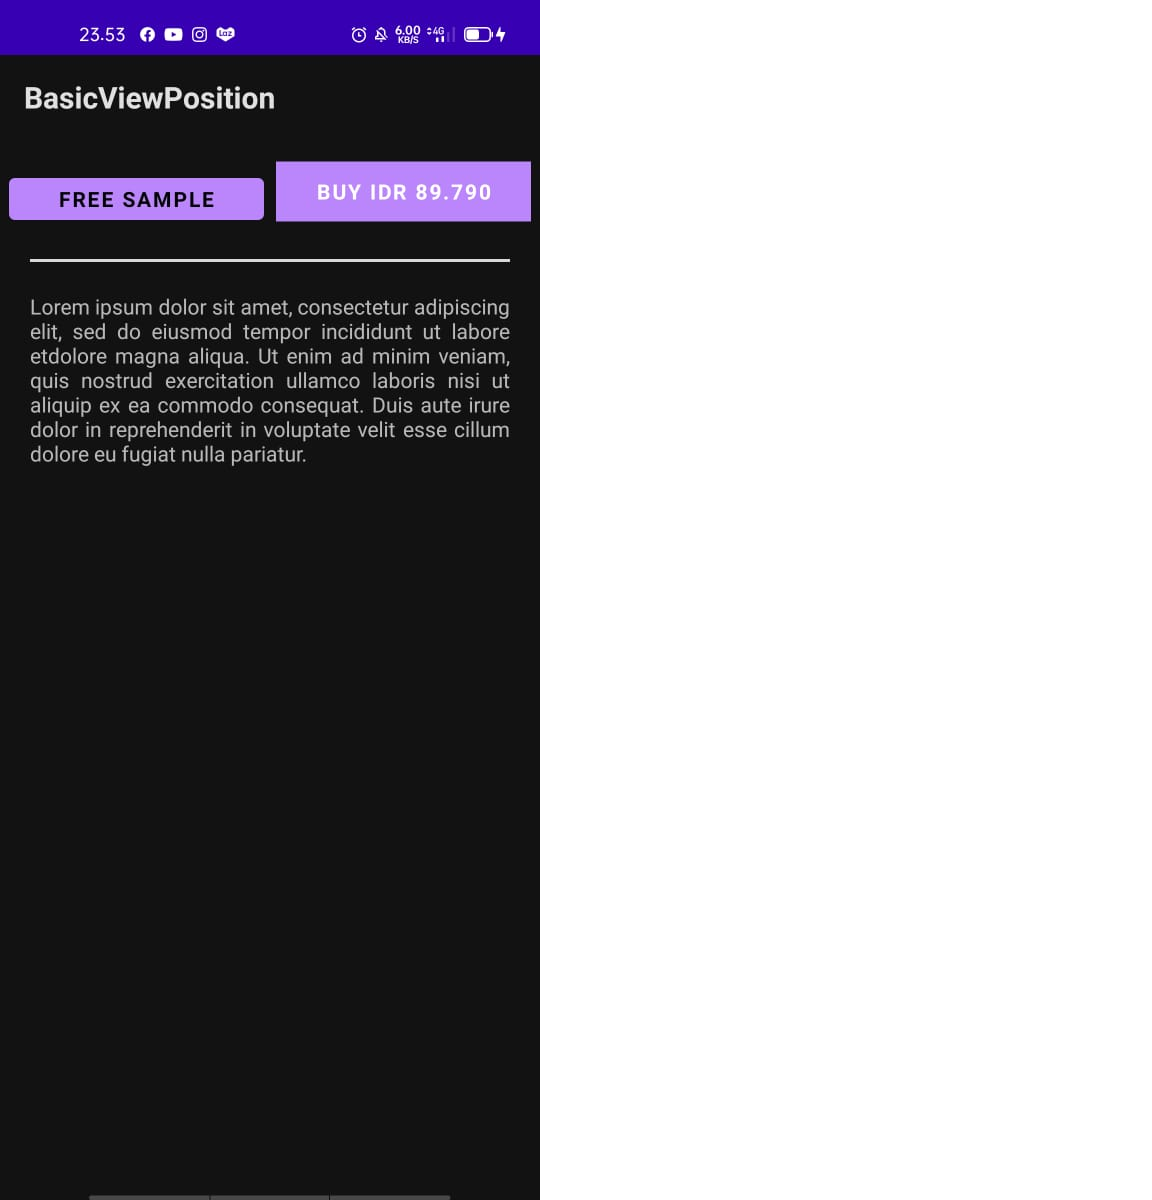 23.53 Laz 6.00 KB/S 4G
BasicViewPosition
FREE SAMPLE
BUY IDR 89.790
Lorem ipsum dolor sit amet, consectetur adipiscing
elit, sed do eiusmod tempor incididunt ut labore
etdolore magna aliqua. Ut enim ad minim veniam,
quis nostrud exercitation ullamco laboris nisi ut
aliquip ex ea commodo consequat. Duis aute irure
dolor in reprehenderit in voluptate velit esse cillum
dolore eu fugiat nulla pariatur.